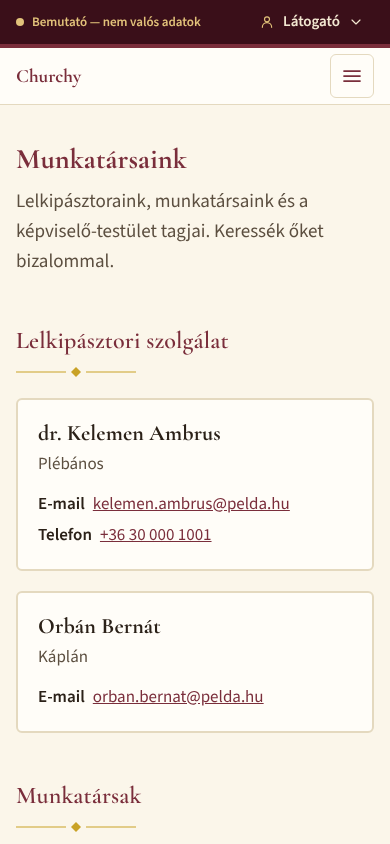 Bemutató — nem valós adatok
Látogató
Churchy
Munkatársaink
Lelkipásztoraink, munkatársaink és a
képviselő-testület tagjai. Keressék őket
bizalommal.
Lelkipásztori szolgálat
dr. Kelemen Ambrus
Plébános
E-mail kelemen.ambrus@pelda.hu
Telefon +36 30 000 1001
Orbán Bernát
Káplán
E-mail orban.bernat@pelda.hu
Munkatársak